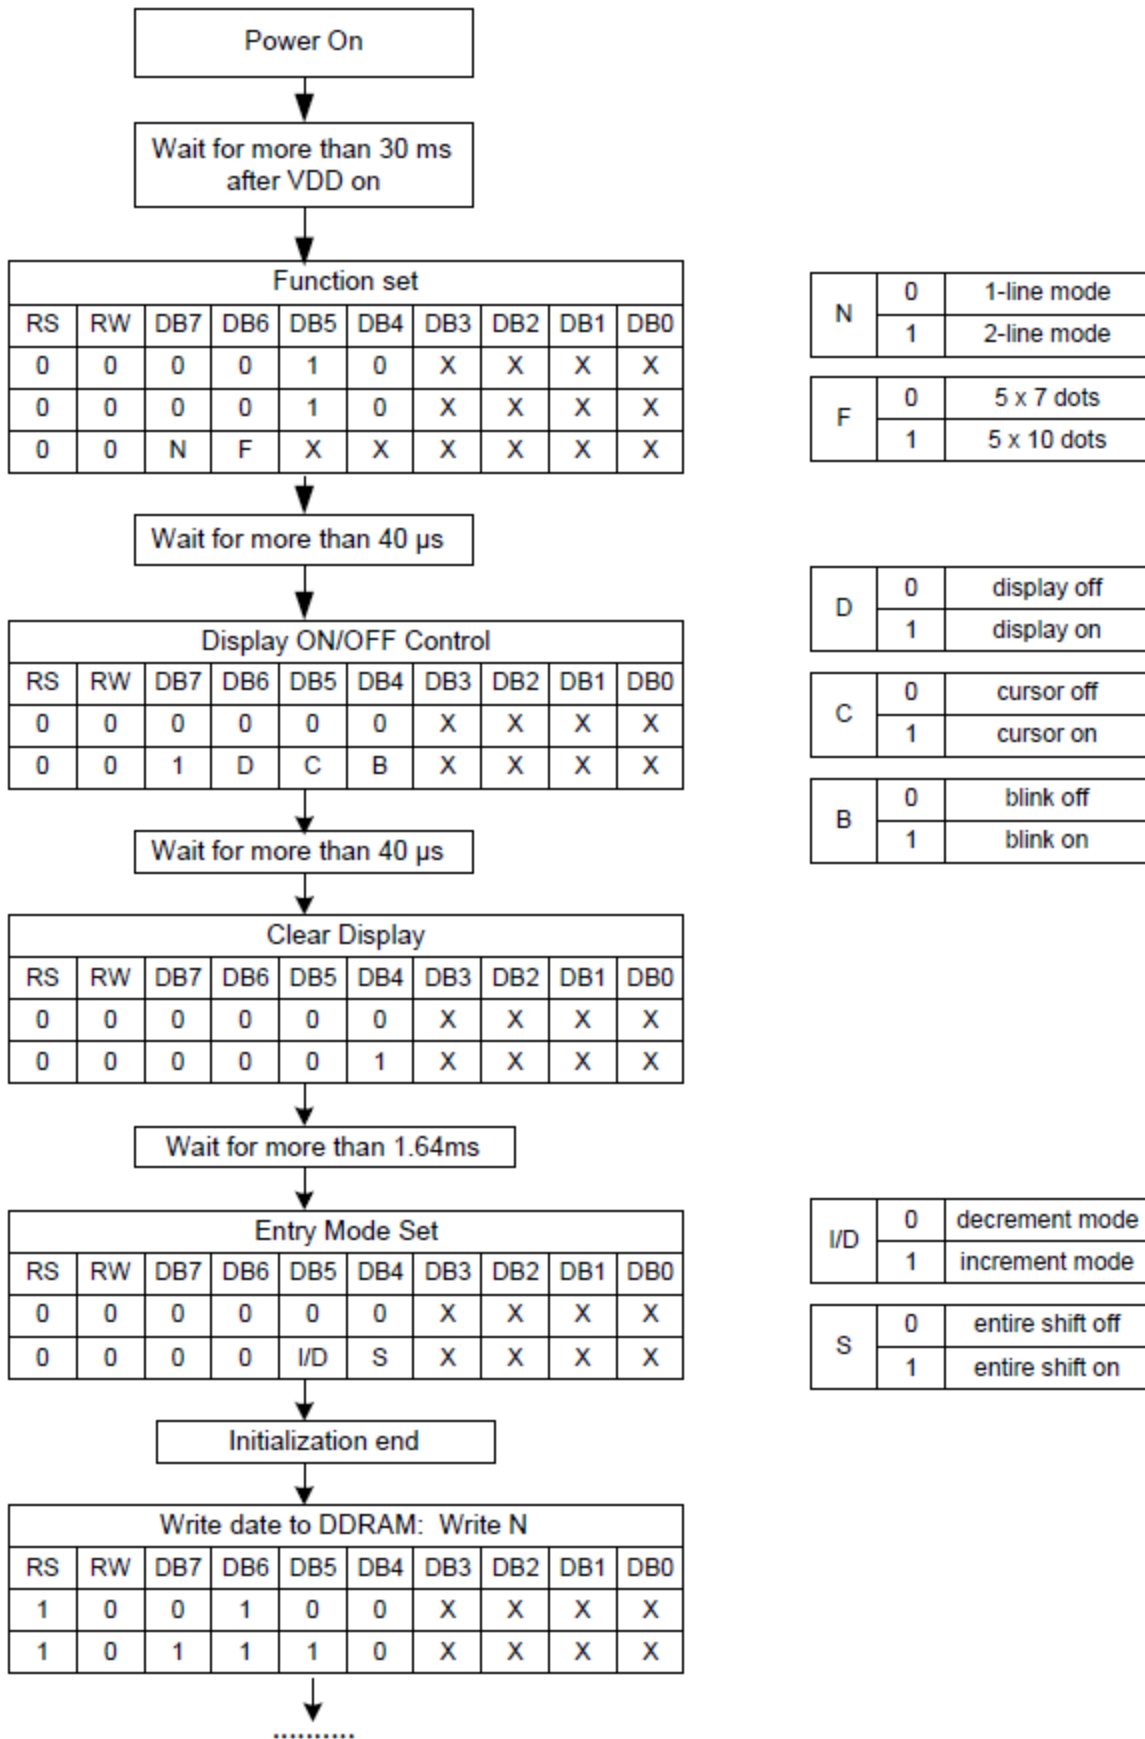 Power On
Wait for more than 30 ms
after VDD on
Function set
RS RW DB7 DB6 DB5 DB4 DB3 DB2 DB1 DB0
0 0 0 0 1 0 X X X X
0 0 0 0 1 0 X X X X
0 0 N F X X X X X X
N 0 1-line mode
1 2-line mode
F 0 5 x 7 dots
1 5 x 10 dots
Wait for more than 40 µs
Display ON/OFF Control
RS RW DB7 DB6 DB5 DB4 DB3 DB2 DB1 DB0
0 0 0 0 0 0 X X X X
0 0 1 D C B X X X X
D 0 display off
1 display on
C 0 cursor off
1 cursor on
B 0 blink off
1 blink on
Wait for more than 40 µs
Clear Display
RS RW DB7 DB6 DB5 DB4 DB3 DB2 DB1 DB0
0 0 0 0 0 0 X X X X
0 0 0 0 0 1 X X X X
Wait for more than 1.64ms
Entry Mode Set
RS RW DB7 DB6 DB5 DB4 DB3 DB2 DB1 DB0
0 0 0 0 0 0 X X X X
0 0 0 0 I/D S X X X X
I/D 0 decrement mode
1 increment mode
S 0 entire shift off
1 entire shift on
Initialization end
Write date to DDRAM: Write N
RS RW DB7 DB6 DB5 DB4 DB3 DB2 DB1 DB0
1 0 0 1 0 0 X X X X
1 0 1 1 1 0 X X X X
..........